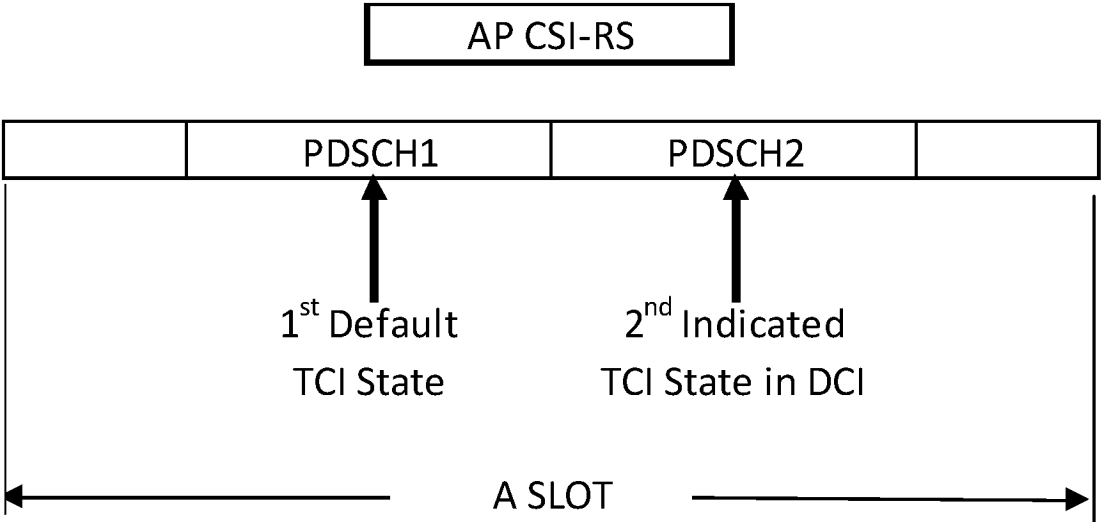 AP CSI-RS
PDSCH1 PDSCH2
1st Default 2nd Indicated
TCI State TCI State in DCI
A SLOT